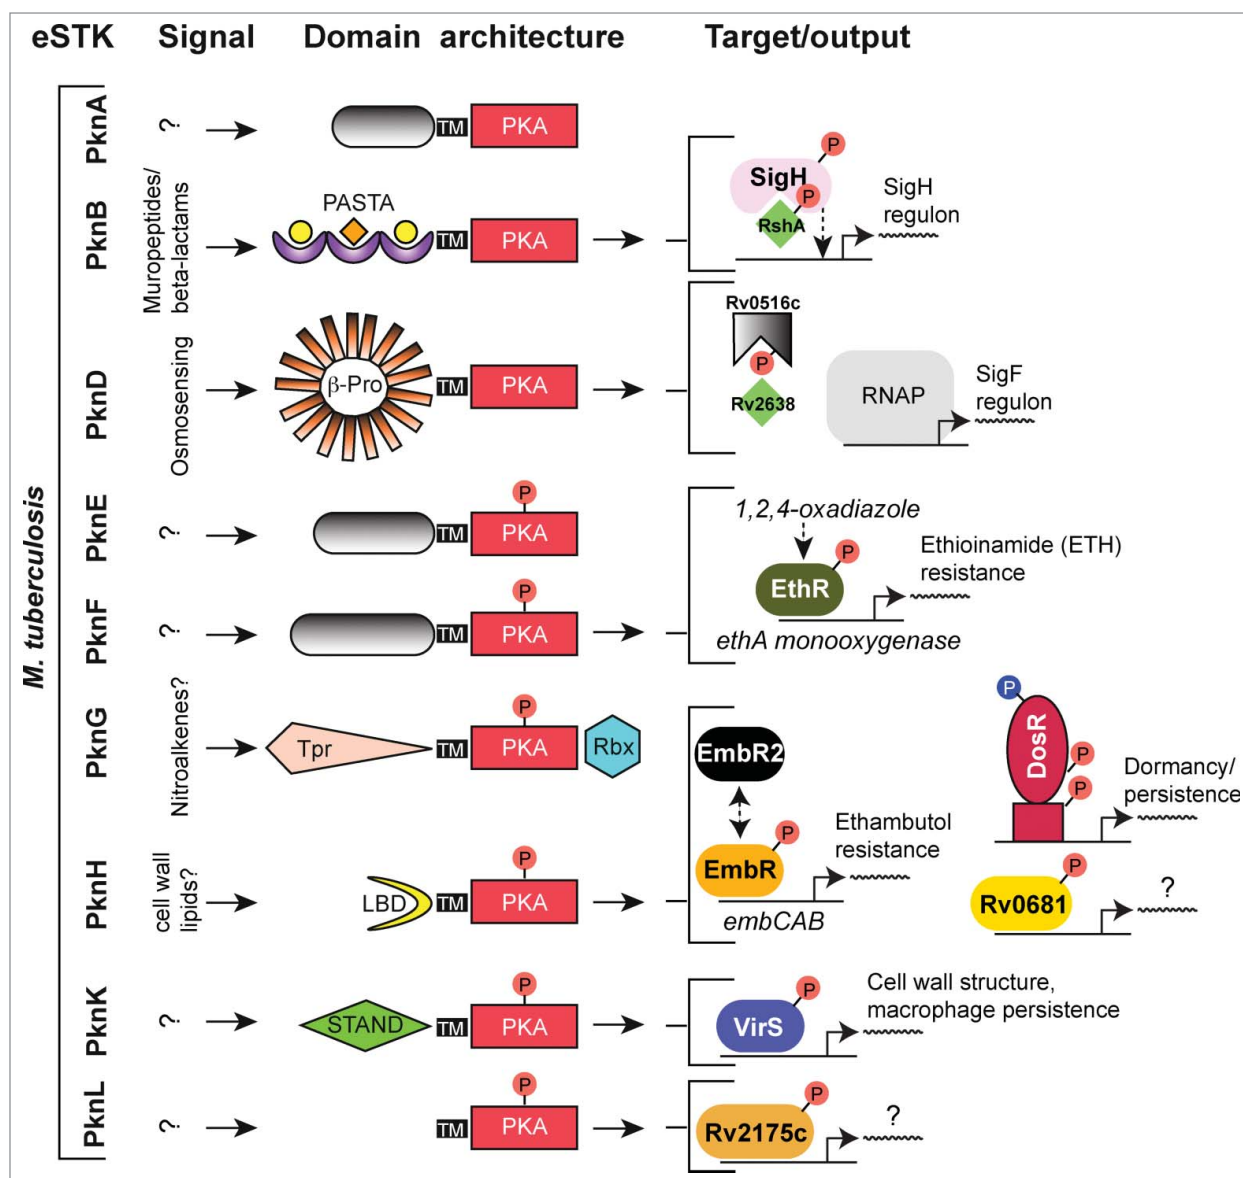 eSTK Signal Domain architecture Target/output
M. tuberculosis
PknA
?
TM
PKA
PknB
Muropeptides/
beta-lactams
PASTA
TM
PKA
P
SigH
P
RshA
SigH
regulon
PknD
Osmosensing
β-Pro
TM
PKA
Rv0516c
P
Rv2638
RNAP
SigF
regulon
PknE
?
TM
P
PKA
1,2,4-oxadiazole
P
EthR
Ethioinamide (ETH)
resistance
ethA monooxygenase
PknF
?
TM
P
PKA
PknG
Nitroalkenes?
Tpr
TM
P
PKA
Rbx
EmbR2
P
EmbR
Ethambutol
resistance
embCAB
P
DosR
P
P
Dormancy/
persistence
P
Rv0681
?
PknH
cell wall
lipids?
LBD
TM
P
PKA
PknK
?
STAND
TM
P
PKA
P
VirS
Cell wall structure,
macrophage persistence
PknL
?
TM
P
PKA
P
Rv2175c
?